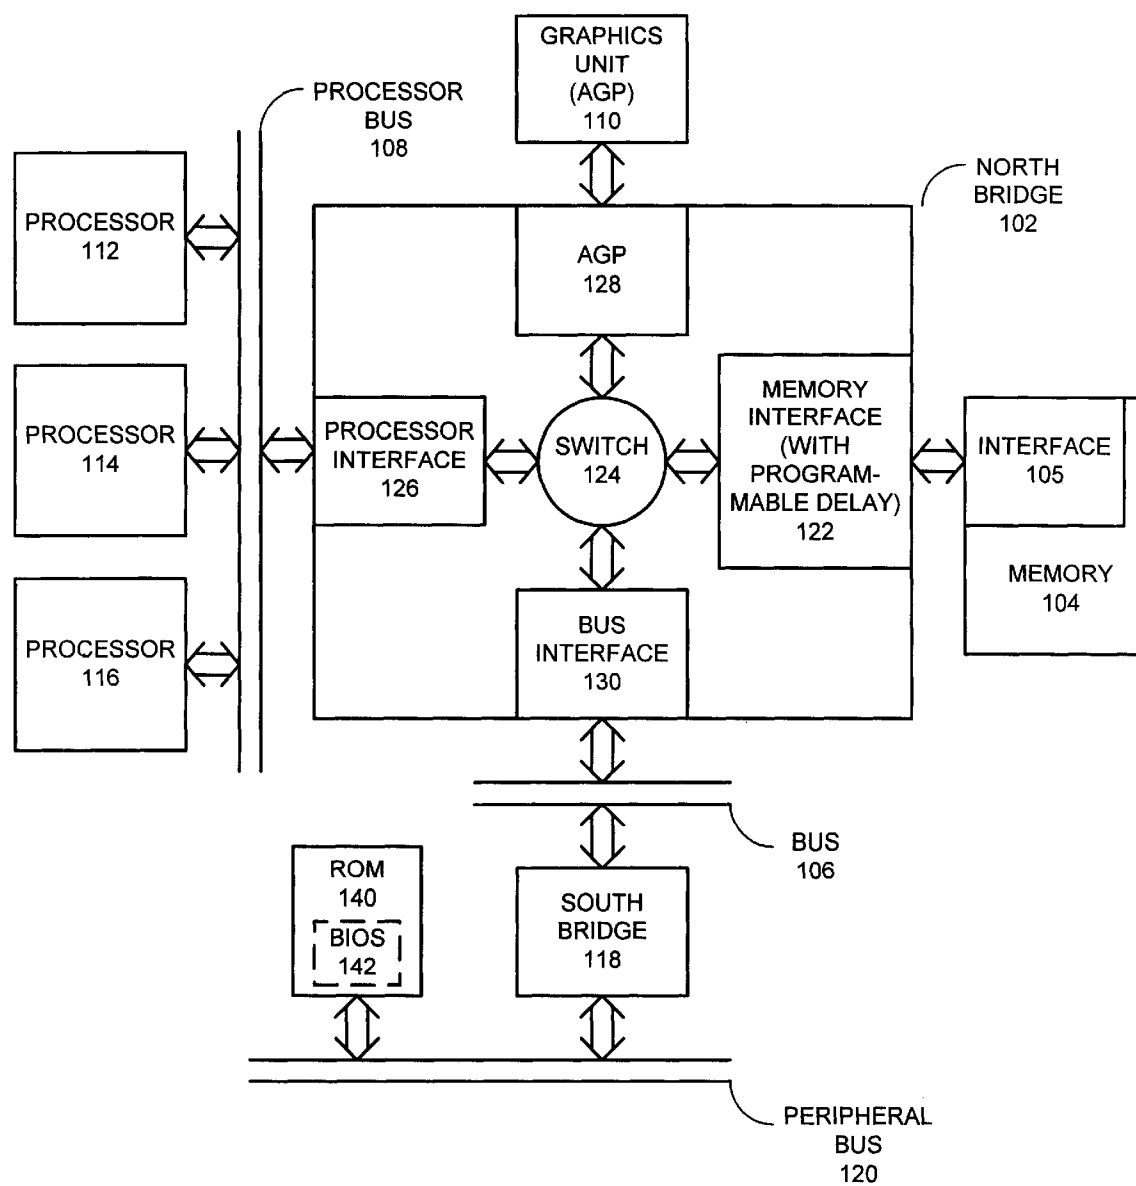 GRAPHICS
UNIT
(AGP)
110
PROCESSOR
BUS
108
NORTH
BRIDGE
102
PROCESSOR
112
AGP
128
PROCESSOR
114
PROCESSOR
INTERFACE
126
SWITCH
124
MEMORY
INTERFACE
(WITH
PROGRAM-
MABLE DELAY)
122
INTERFACE
105
MEMORY
104
PROCESSOR
116
BUS
INTERFACE
130
BUS
106
ROM
140
BIOS
142
SOUTH
BRIDGE
118
PERIPHERAL
BUS
120